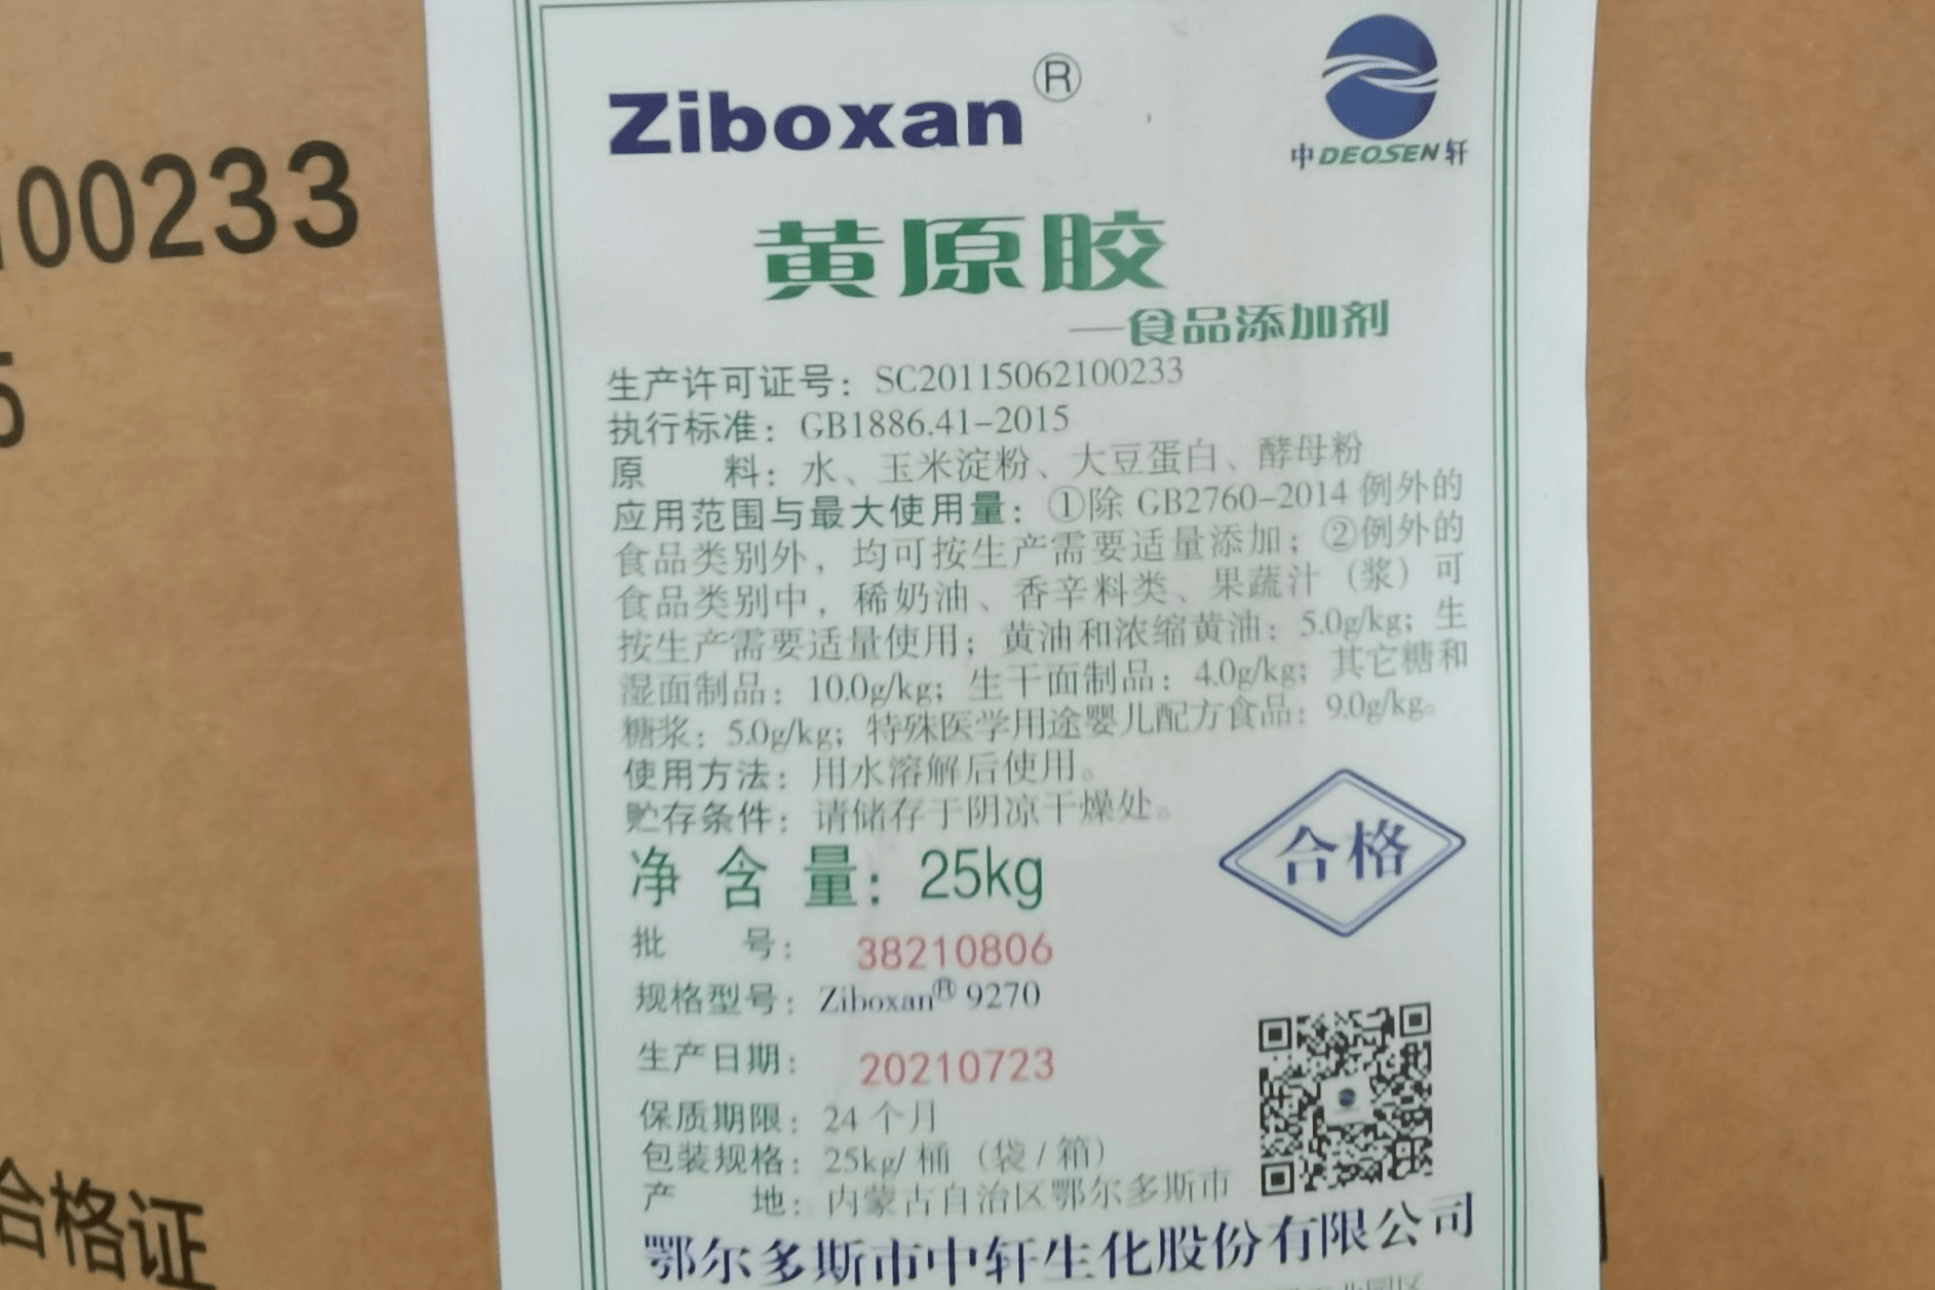 00233
5
合格证
Ziboxan®
中DEOSEN轩
黄原胶
—食品添加剂
生产许可证号：SC20115062100233
执行标准：GB1886.41-2015
原 料：水、玉米淀粉、大豆蛋白、酵母粉
应用范围与最大使用量：①除 GB2760-2014 例外的
食品类别外，均可按生产需要适量添加；②例外的
食品类别中，稀奶油、香辛料类、果蔬汁（浆）可
按生产需要适量使用；黄油和浓缩黄油：5.0g/kg；生
湿面制品：10.0g/kg；生干面制品：4.0g/kg；其它糖和
糖浆：5.0g/kg；特殊医学用途婴儿配方食品：9.0g/kg。
使用方法：用水溶解后使用。
贮存条件：请储存于阴凉干燥处。
净 含 量：25kg
合格
批 号：38210806
规格型号：Ziboxan® 9270
生产日期：20210723
保质期限：24 个月
包装规格：25kg/ 桶（袋 / 箱）
产 地：内蒙古自治区鄂尔多斯市
鄂尔多斯市中轩生化股份有限公司